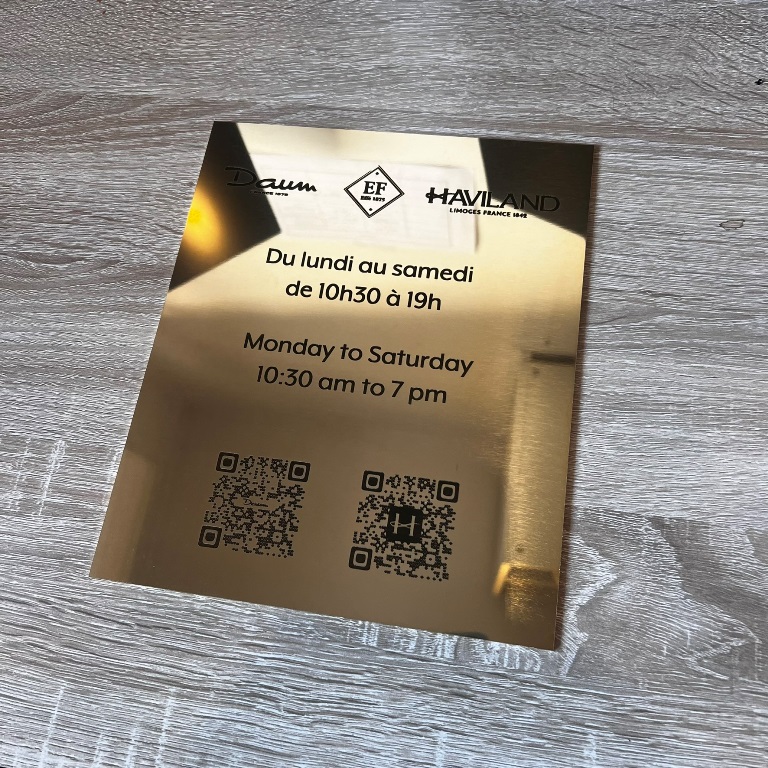 Daum
EF
HAVILAND
LIMOGES FRANCE 1842
Du lundi au samedi
de 10h30 à 19h
Monday to Saturday
10:30 am to 7 pm
H